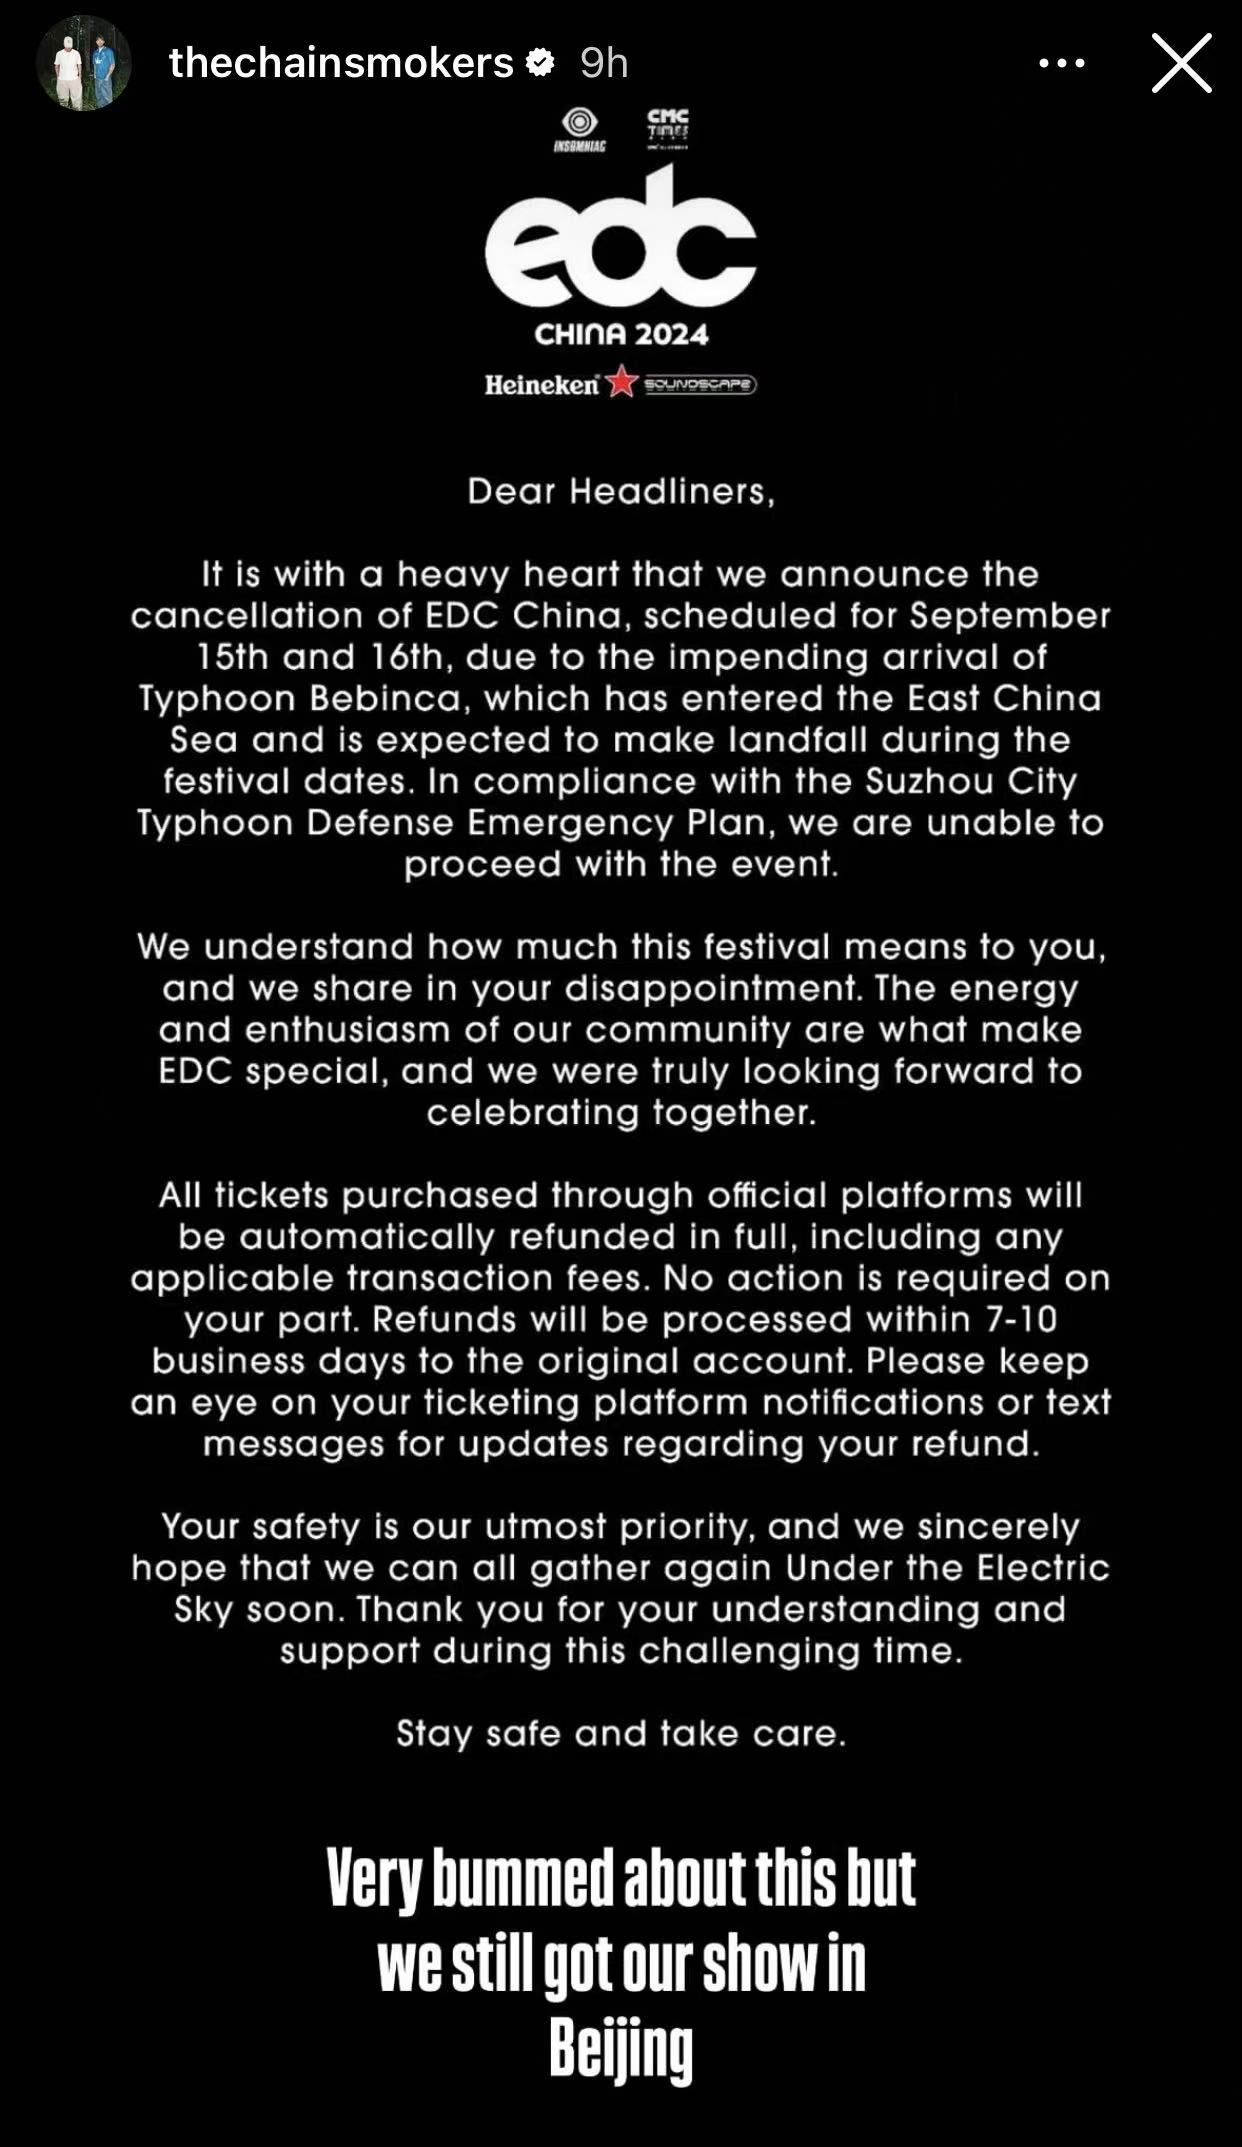 thechainsmokers 9h
INSOMNIAC
CMC
TIMES
edc
CHINA 2024
Heineken SOUNDSCAPE
Dear Headliners,
It is with a heavy heart that we announce the
cancellation of EDC China, scheduled for September
15th and 16th, due to the impending arrival of
Typhoon Bebinca, which has entered the East China
Sea and is expected to make landfall during the
festival dates. In compliance with the Suzhou City
Typhoon Defense Emergency Plan, we are unable to
proceed with the event.
We understand how much this festival means to you,
and we share in your disappointment. The energy
and enthusiasm of our community are what make
EDC special, and we were truly looking forward to
celebrating together.
All tickets purchased through official platforms will
be automatically refunded in full, including any
applicable transaction fees. No action is required on
your part. Refunds will be processed within 7-10
business days to the original account. Please keep
an eye on your ticketing platform notifications or text
messages for updates regarding your refund.
Your safety is our utmost priority, and we sincerely
hope that we can all gather again Under the Electric
Sky soon. Thank you for your understanding and
support during this challenging time.
Stay safe and take care.
Very bummed about this but
we still got our show in
Beijing